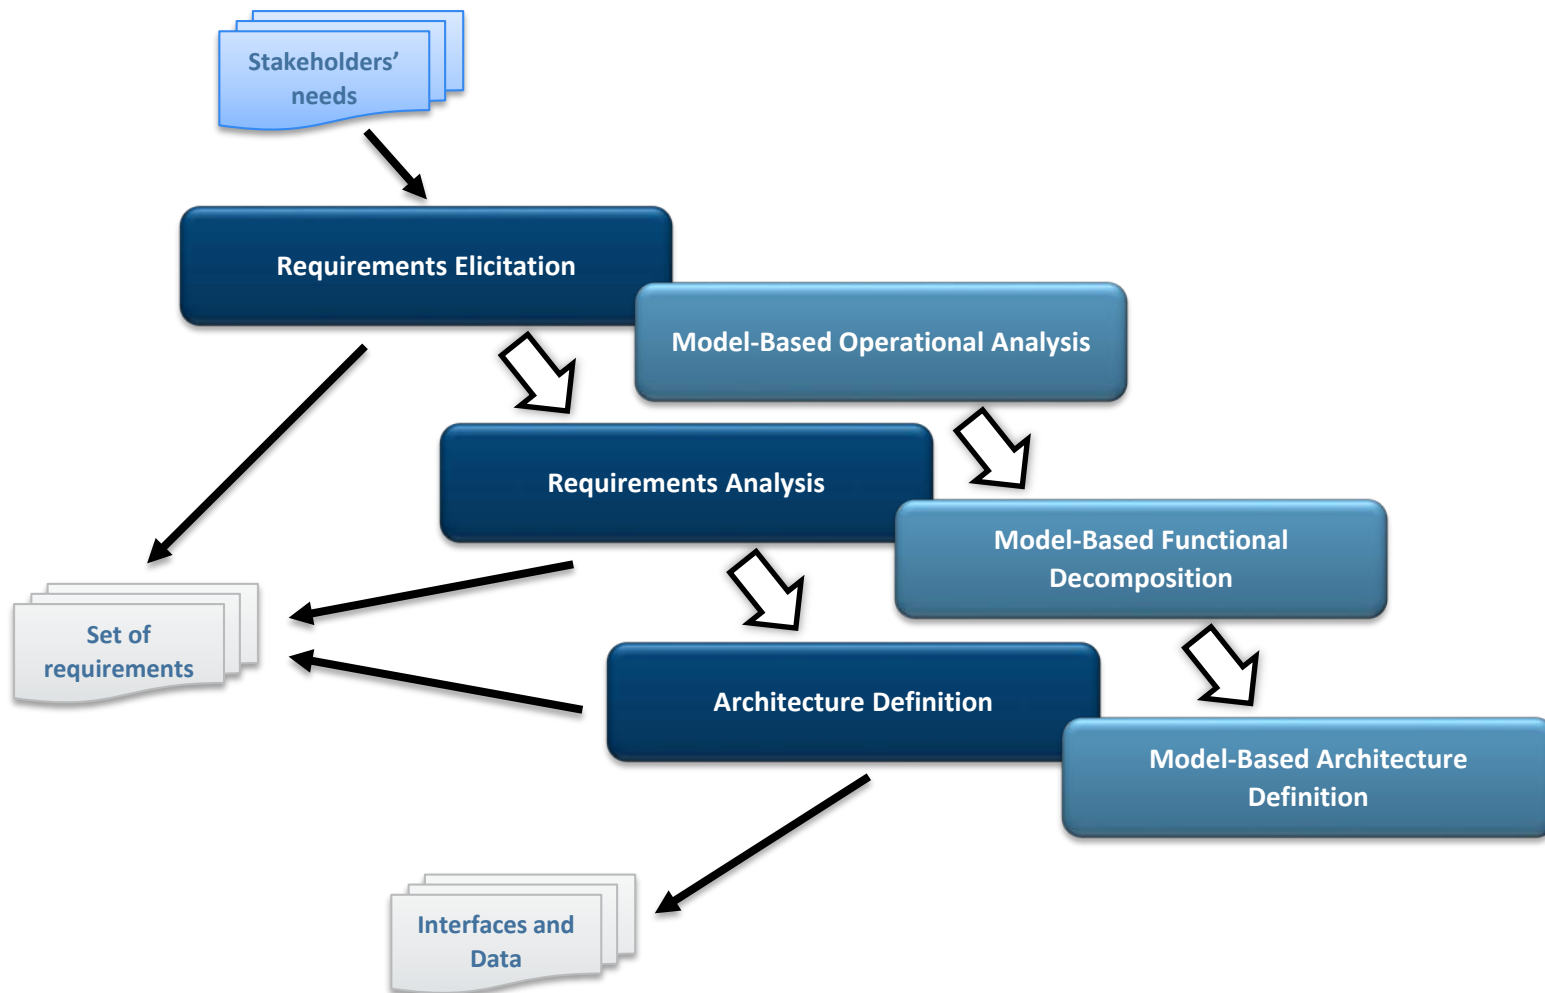 Stakeholders’
needs
Requirements Elicitation
Model-Based Operational Analysis
Requirements Analysis
Model-Based Functional
Decomposition
Set of
requirements
Architecture Definition
Model-Based Architecture
Definition
Interfaces and
Data